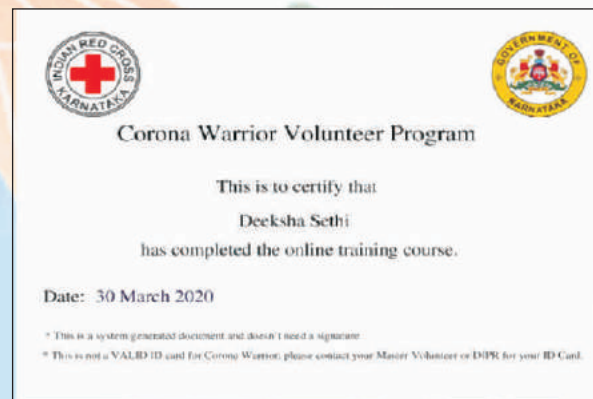 INDIAN RED CROSS
KARNATAKA
GOVERNMENT OF
KARNATAKA
Corona Warrior Volunteer Program
This is to certify that
Deeksha Sethi
has completed the online training course.
Date: 30 March 2020
* This is a system generated document and doesn't need a signature
* This is not a VALID ID card for Corona Warrior, please contact your Master Volunteer or DIPR for your ID Card.